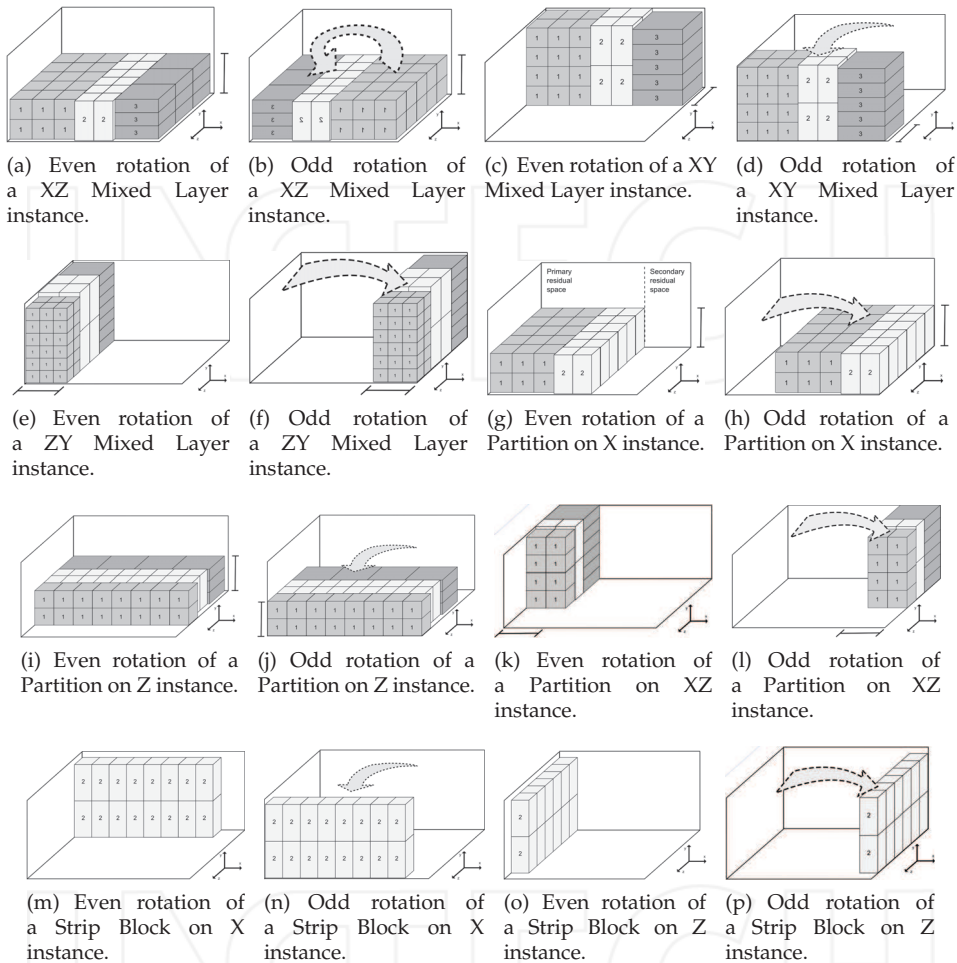 (a) Even rotation of
a XZ Mixed Layer
instance.
(b) Odd rotation of
a XZ Mixed Layer
instance.
(c) Even rotation of a XY
Mixed Layer instance.
(d) Odd rotation of
a XY Mixed Layer
instance.
Primary
residual
space
Secondary
residual
space
(e) Even rotation of
a ZY Mixed Layer
instance.
(f) Odd rotation of
a ZY Mixed Layer
instance.
(g) Even rotation of a
Partition on X instance.
(h) Odd rotation of a
Partition on X instance.
(i) Even rotation of a
Partition on Z instance.
(j) Odd rotation of a
Partition on Z instance.
(k) Even rotation of
a Partition on XZ
instance.
(l) Odd rotation of
a Partition on XZ
instance.
(m) Even rotation of
a Strip Block on X
instance.
(n) Odd rotation of
a Strip Block on X
instance.
(o) Even rotation of
a Strip Block on Z
instance.
(p) Odd rotation of
a Strip Block on Z
instance.